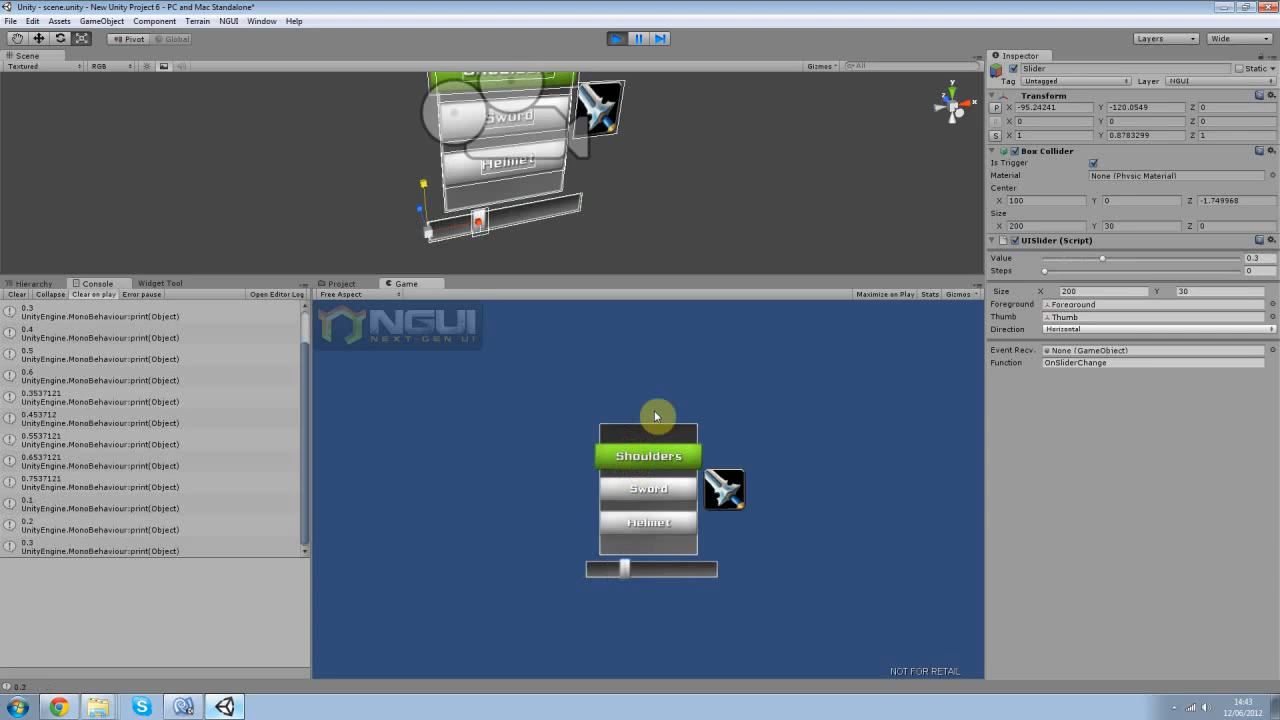 Unity - scene.unity - New Unity Project 6 - PC and Mac Standalone*
File Edit Assets GameObject Component Terrain NGUI Window Help
Pivot Global
Layers Wide
Scene
Textured RGB Gizmos All
Sword
Helmet
y x z
Inspector
Slider Static
Tag Untagged Layer NGUI
Transform
P X -95.24241 Y -120.0549 Z 0
X 0 Y 0 Z 0
S X 1 Y 0.8783299 Z 1
Box Collider
Is Trigger
Material None (Physic Material)
Center
X 100 Y 0 Z -1.749968
Size
X 200 Y 30 Z 0
UISlider (Script)
Value 0.3
Steps 0
Size X 200 Y 30
Foreground Foreground
Thumb Thumb
Direction Horizontal
Event Recv. None (GameObject)
Function OnSliderChange
Hierarchy Console Widget Tool
Clear Collapse Clear on play Error pause Open Editor Log
0.3
UnityEngine.MonoBehaviour:print(Object)
0.4
UnityEngine.MonoBehaviour:print(Object)
0.5
UnityEngine.MonoBehaviour:print(Object)
0.6
UnityEngine.MonoBehaviour:print(Object)
0.3537121
UnityEngine.MonoBehaviour:print(Object)
0.453712
UnityEngine.MonoBehaviour:print(Object)
0.5537121
UnityEngine.MonoBehaviour:print(Object)
0.6537121
UnityEngine.MonoBehaviour:print(Object)
0.7537121
UnityEngine.MonoBehaviour:print(Object)
0.1
UnityEngine.MonoBehaviour:print(Object)
0.2
UnityEngine.MonoBehaviour:print(Object)
0.3
UnityEngine.MonoBehaviour:print(Object)
Project Game
Free Aspect Maximize on Play Stats Gizmos
NGUI
NEXT-GEN UI
Shoulders
Sword
Helmet
NOT FOR RETAIL
0.3
14:43
12/06/2012